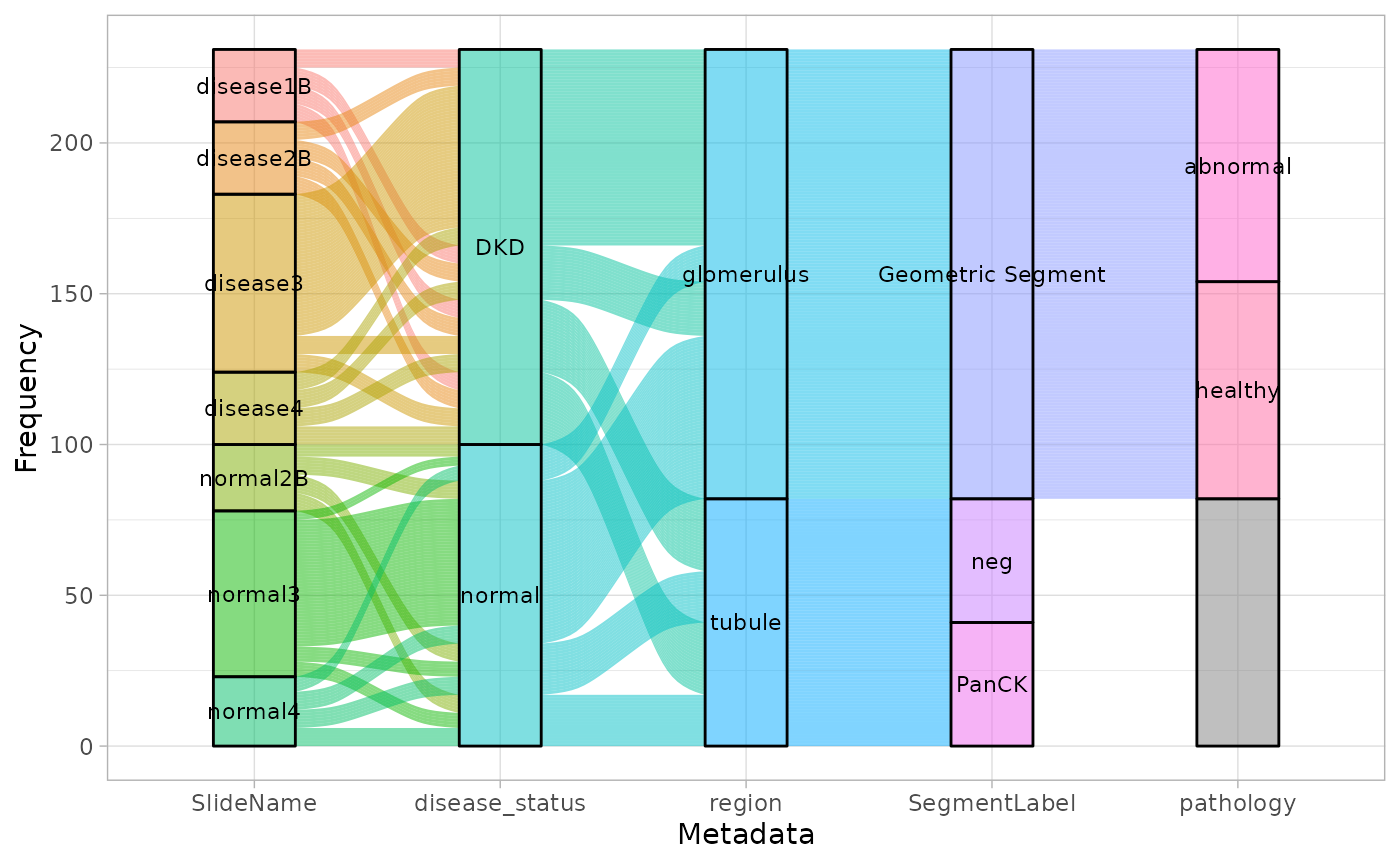 disease1B
disease2B
disease3
disease4
normal2B
normal3
normal4
DKD
normal
glomerulus
tubule
Geometric Segment
neg
PanCK
abnormal
healthy
200
150
100
50
0
Frequency
SlideName disease_status region SegmentLabel pathology
Metadata